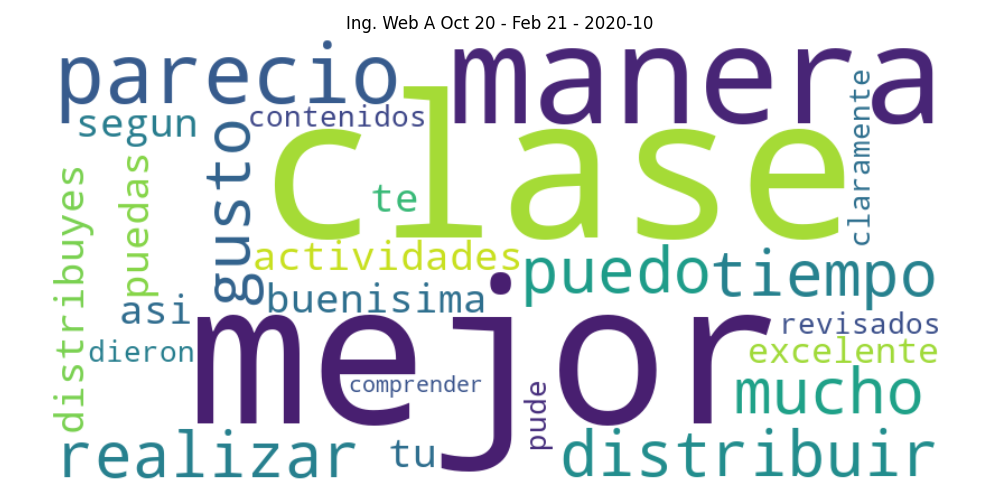 Ing. Web A Oct 20 - Feb 21 - 2020-10
parecio
manera
segun
contenidos
clase
claramente
gusto
puedas
te
distribuyes
actividades
puedo
tiempo
asi
buenisima
mejor
revisados
dieron
excelente
comprender
pude
mucho
realizar
tu
distribuir